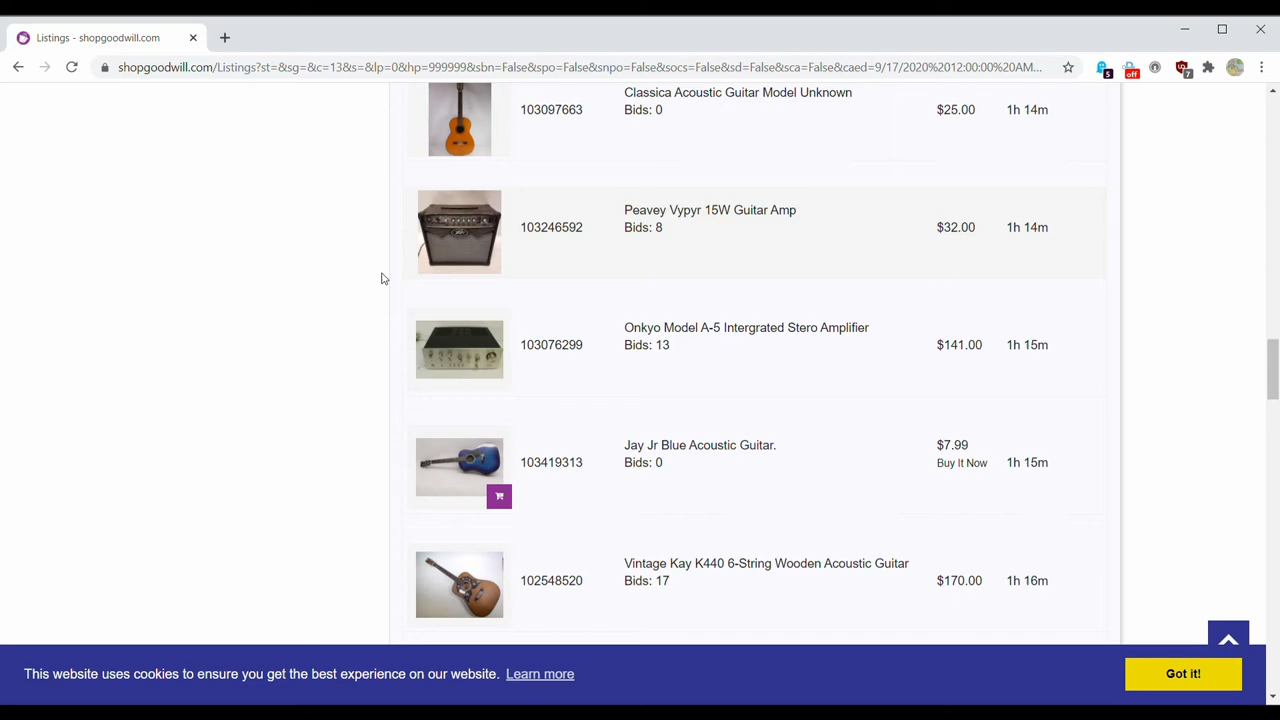 Listings - shopgoodwill.com
shopgoodwill.com/Listings?st=&sg=&c=13&s=&lp=0&hp=999999&sbn=False&spo=False&snpo=False&socs=False&sd=False&sca=False&caed=9/17/2020%2012:00:00%20AM...
5
off
7
Classica Acoustic Guitar Model Unknown
103097663 Bids: 0 $25.00 1h 14m
Peavey Vypyr 15W Guitar Amp
103246592 Bids: 8 $32.00 1h 14m
Onkyo Model A-5 Intergrated Stero Amplifier
103076299 Bids: 13 $141.00 1h 15m
Jay Jr Blue Acoustic Guitar. $7.99
103419313 Bids: 0 Buy It Now 1h 15m
Vintage Kay K440 6-String Wooden Acoustic Guitar
102548520 Bids: 17 $170.00 1h 16m
This website uses cookies to ensure you get the best experience on our website. Learn more
Got it!